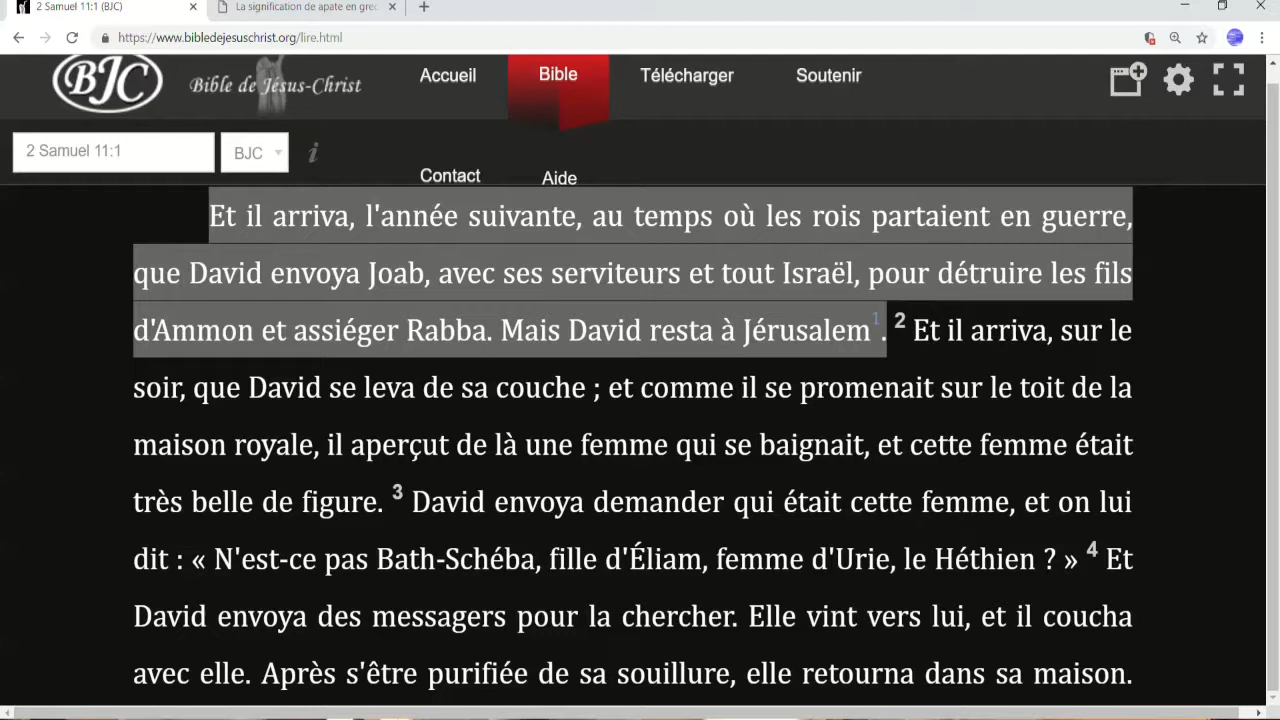 2 Samuel 11:1 (BJC)
La signification de apate en grec
https://www.bibledejesuschrist.org/lire.html
BJC Bible de Jésus-Christ
Accueil Bible Télécharger Soutenir
2 Samuel 11:1 BJC i
Contact Aide
Et il arriva, l'année suivante, au temps où les rois partaient en guerre,
que David envoya Joab, avec ses serviteurs et tout Israël, pour détruire les fils
d'Ammon et assiéger Rabba. Mais David resta à Jérusalem 1. 2 Et il arriva, sur le
soir, que David se leva de sa couche ; et comme il se promenait sur le toit de la
maison royale, il aperçut de là une femme qui se baignait, et cette femme était
très belle de figure. 3 David envoya demander qui était cette femme, et on lui
dit : « N'est-ce pas Bath-Schéba, fille d'Éliam, femme d'Urie, le Héthien ? » 4 Et
David envoya des messagers pour la chercher. Elle vint vers lui, et il coucha
avec elle. Après s'être purifiée de sa souillure, elle retourna dans sa maison.